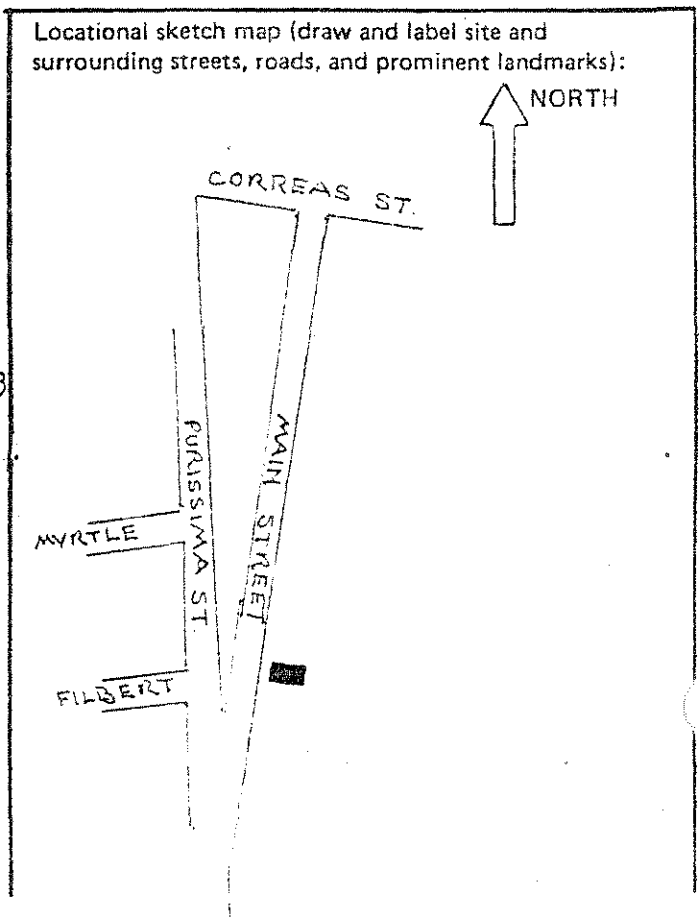 Locational sketch map (draw and label site and
surrounding streets, roads, and prominent landmarks):
NORTH
CORREAS ST.
PURISSIMA ST.
MAIN STREET
MYRTLE
FILBERT